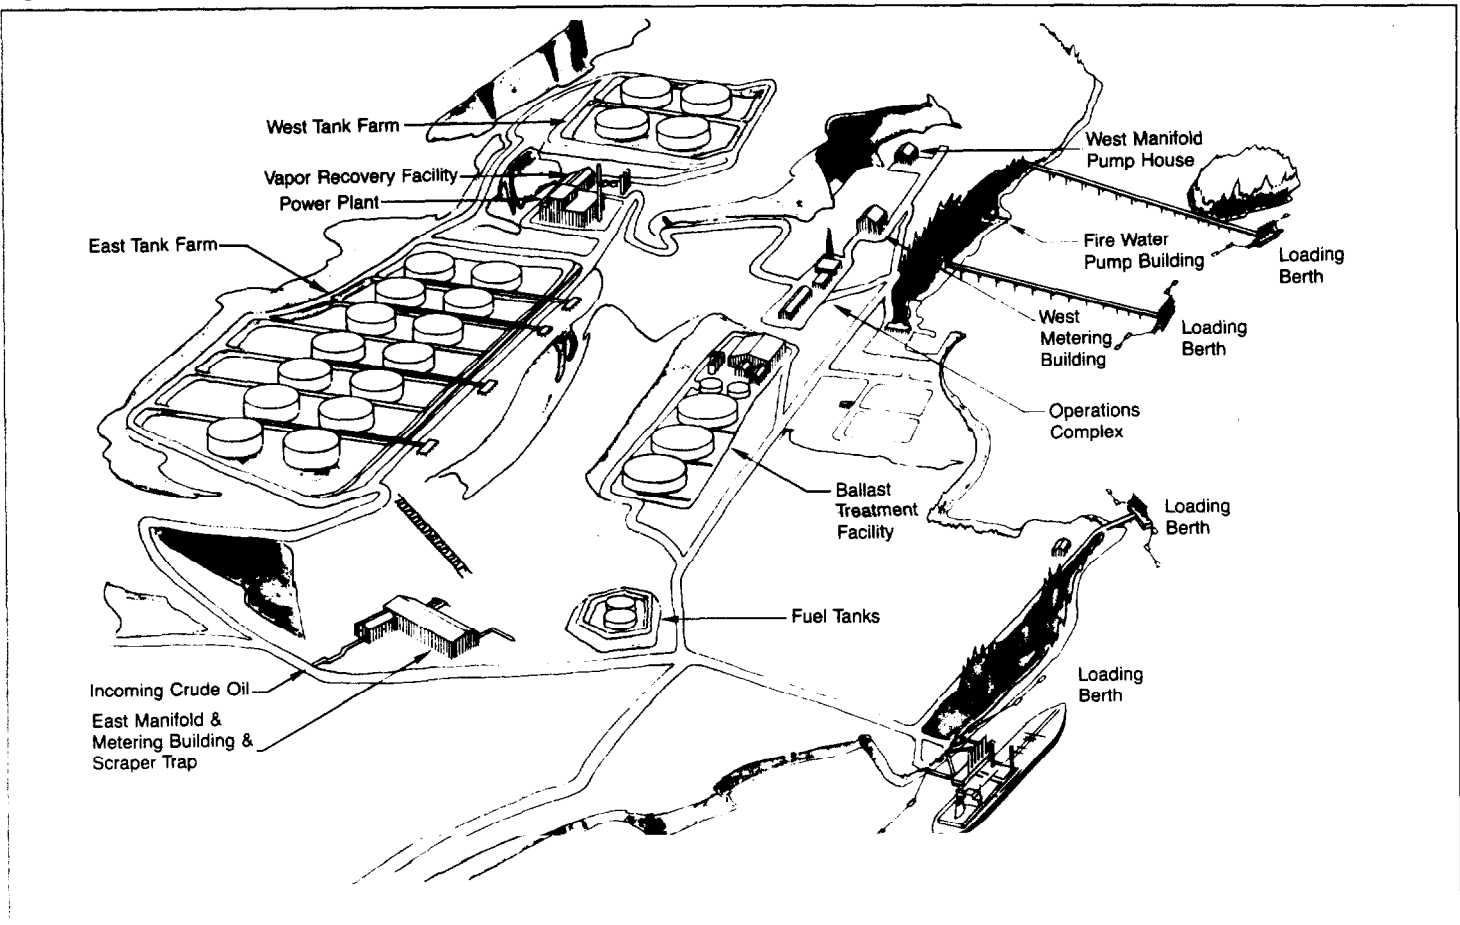 West Tank Farm
Vapor Recovery Facility
Power Plant
East Tank Farm
West Manifold
Pump House
Fire Water
Pump Building
Loading
Berth
West
Metering
Building
Loading
Berth
Operations
Complex
Ballast
Treatment
Facility
Loading
Berth
Fuel Tanks
Loading
Berth
Incoming Crude Oil
East Manifold &
Metering Building &
Scraper Trap